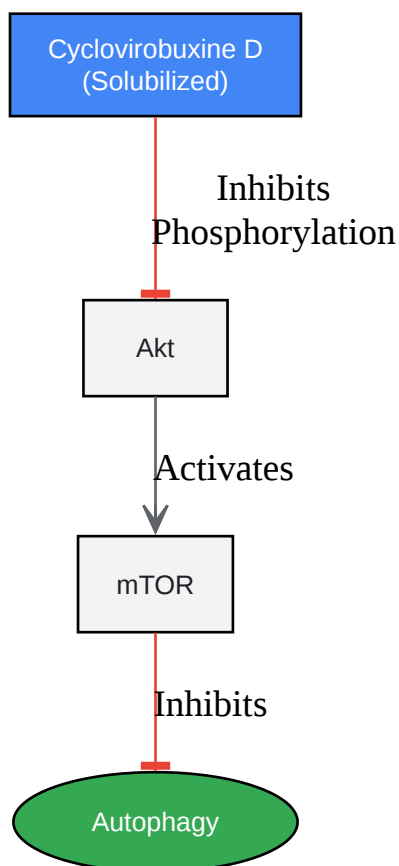 Cyclovirobuxine D
(Solubilized)
Inhibits
Phosphorylation
Akt
Activates
mTOR
Inhibits
Autophagy